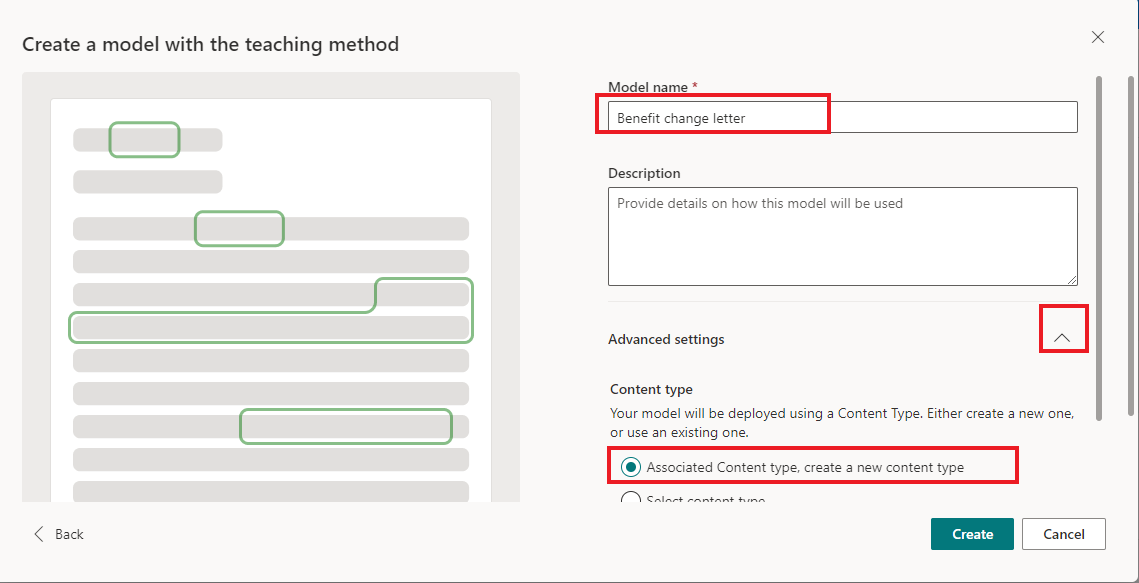 Create a model with the teaching method
Model name *
Benefit change letter
Description
Provide details on how this model will be used
Advanced settings
Content type
Your model will be deployed using a Content Type. Either create a new one,
or use an existing one.
Associated Content type, create a new content type
Select content type
Back
Create
Cancel